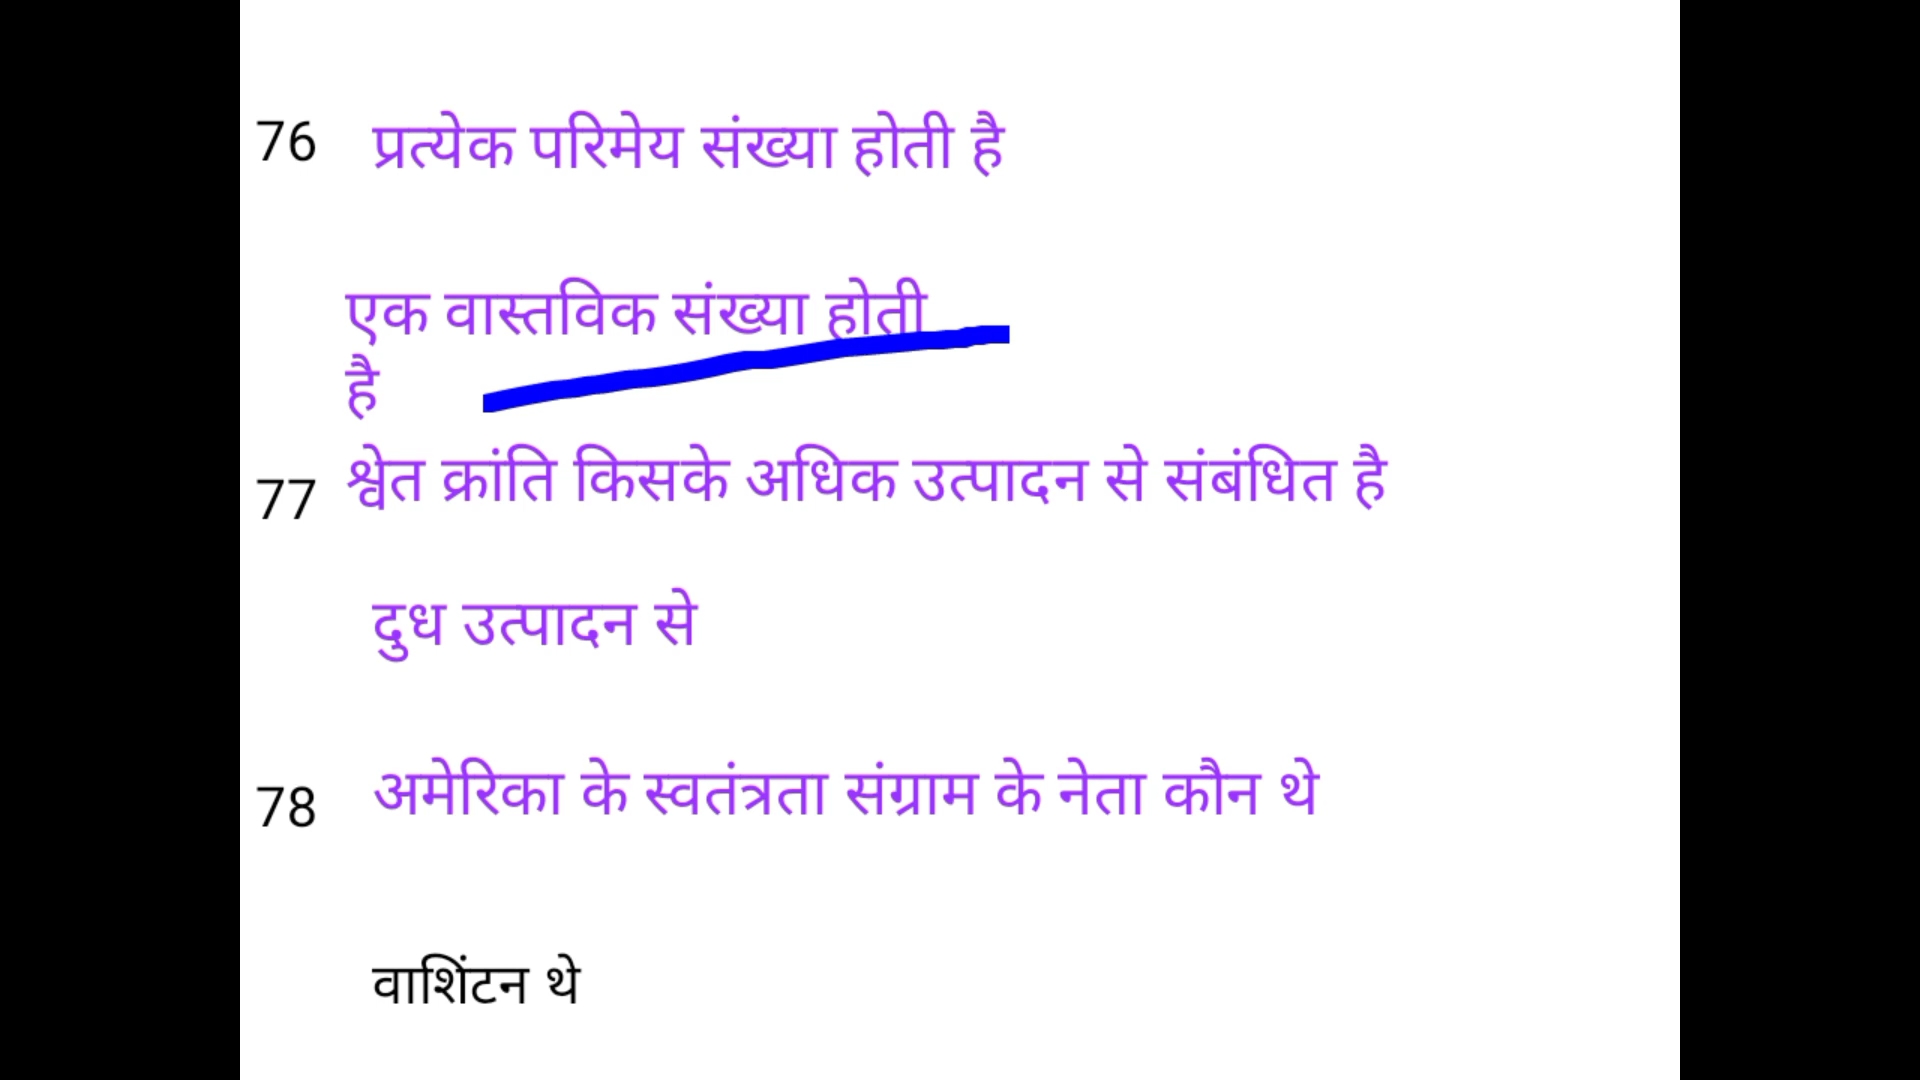 76 प्रत्येक परिमेय संख्या होती है
एक वास्तविक संख्या होती
है
77 श्वेत क्रांति किसके अधिक उत्पादन से संबंधित है
दुध उत्पादन से
78 अमेरिका के स्वतंत्रता संग्राम के नेता कौन थे
वाशिंटन थे